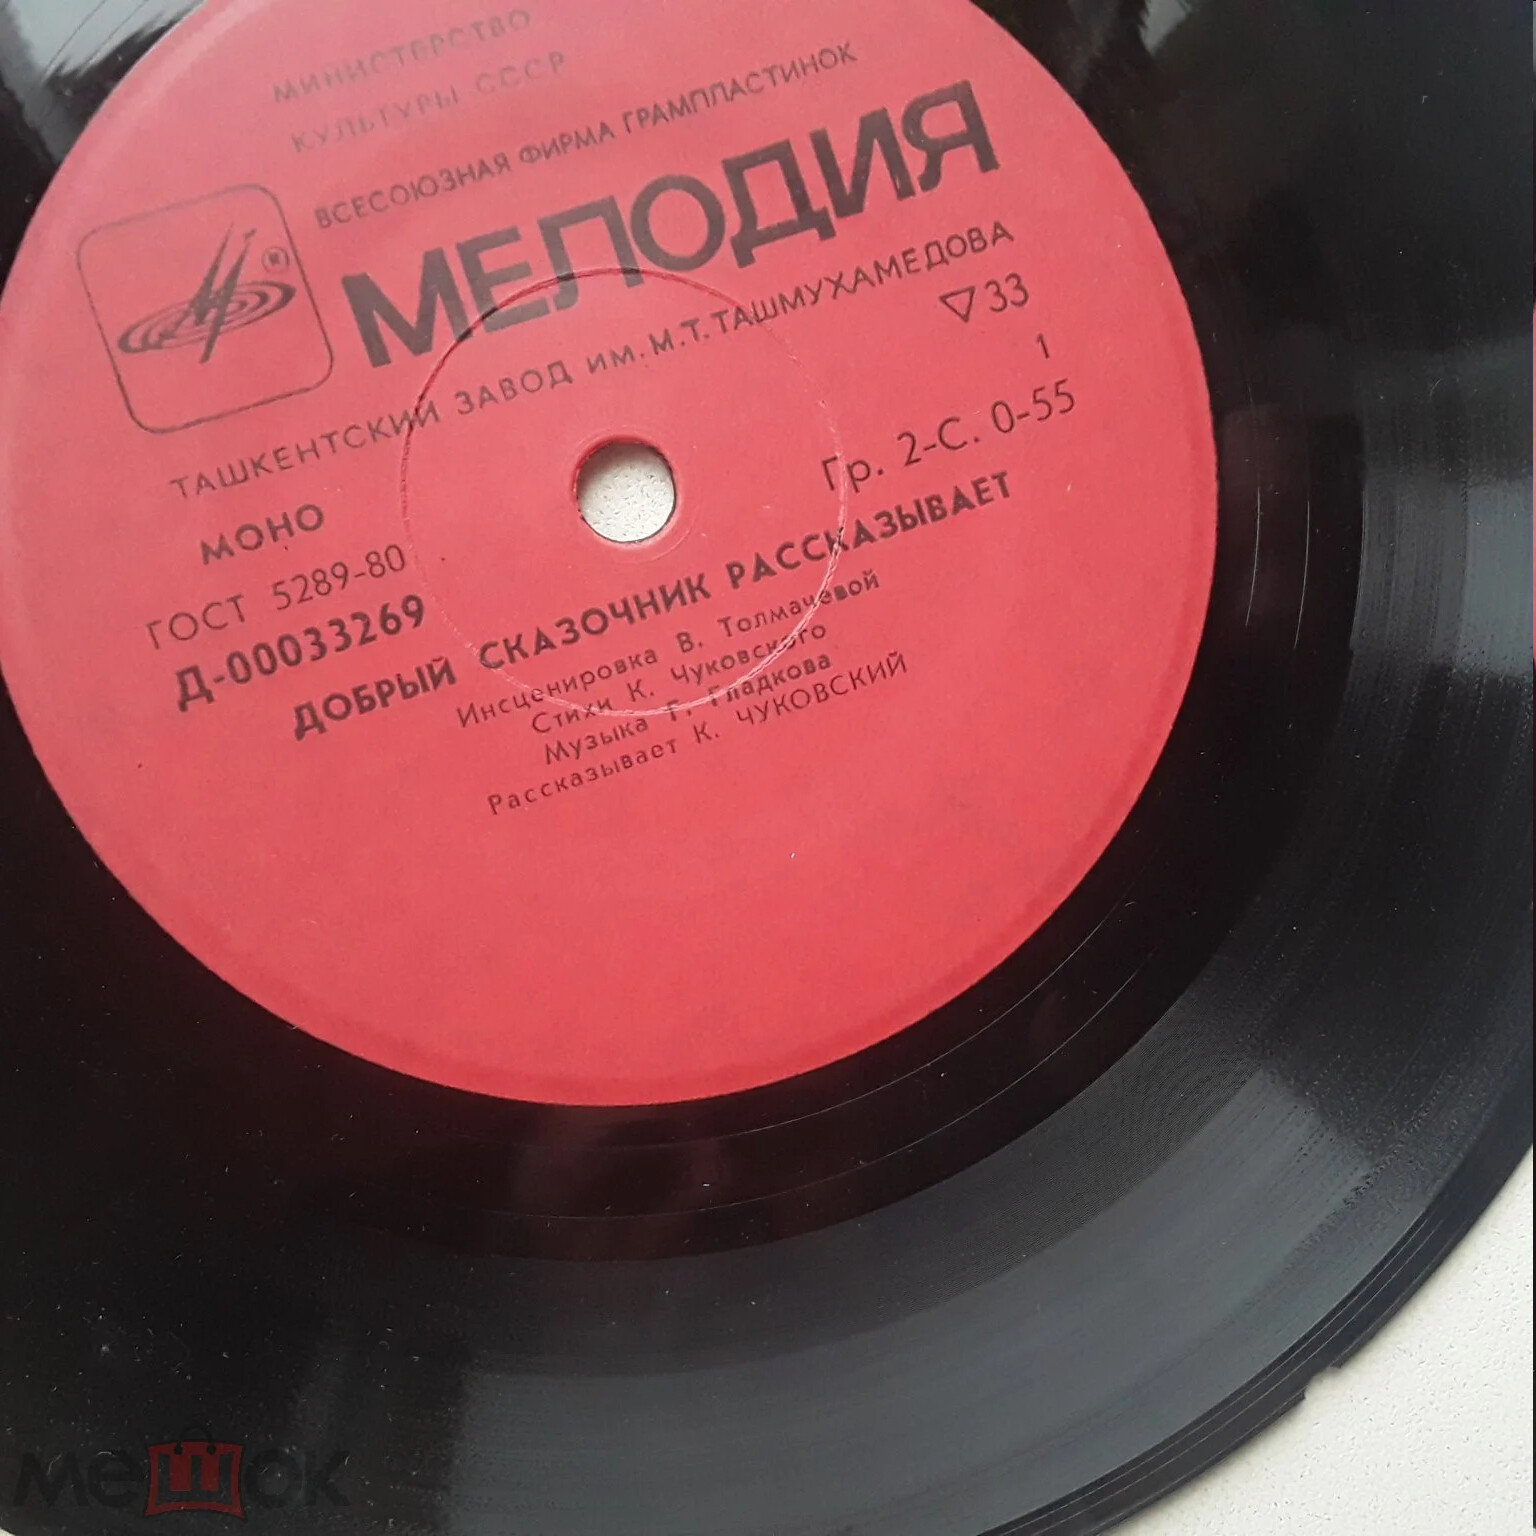 МИНИСТЕРСТВО
КУЛЬТУРЫ СССР
ВСЕСОЮЗНАЯ ФИРМА ГРАМПЛАСТИНОК
МЕЛОДИЯ
ТАШКЕНТСКИЙ ЗАВОД ИМ. М.Т. ТАШМУХАМЕДОВА
МОНО ▽33
ГОСТ 5289-80 1
Д-00033269 Гр. 2-С. 0-55
ДОБРЫЙ СКАЗОЧНИК РАССКАЗЫВАЕТ
Инсценировка В. Толмачевой
Стихи К. Чуковского
Музыка Г. Гладкова
Рассказывает К. ЧУКОВСКИЙ
мешок